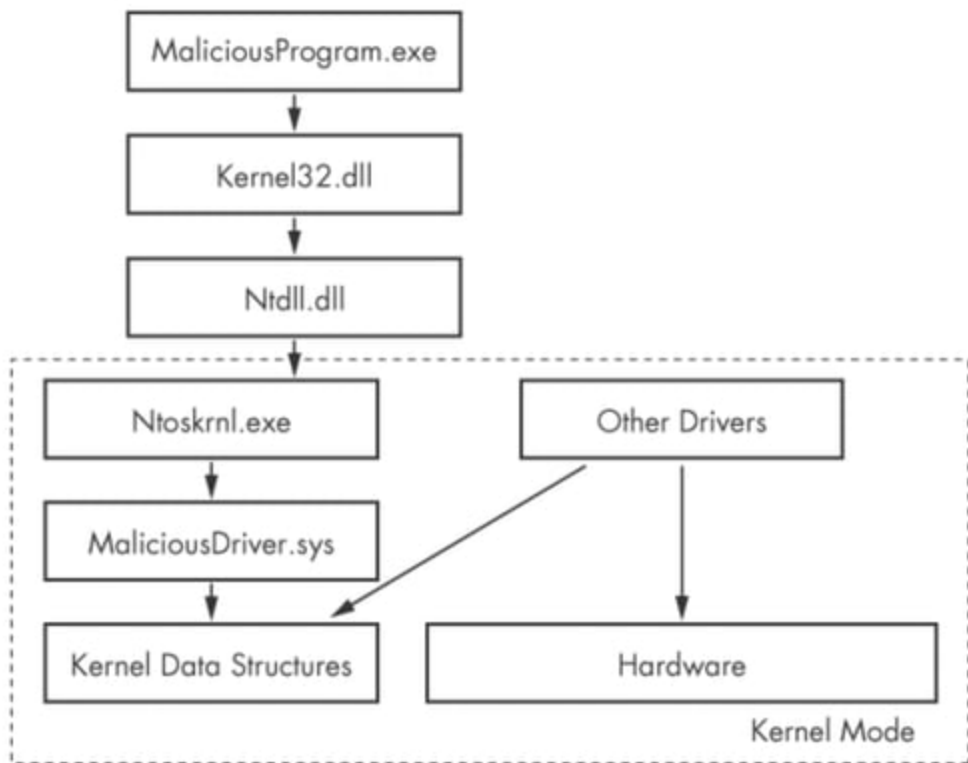 MaliciousProgram.exe
Kernel32.dll
Ntdll.dll
Ntoskrnl.exe
Other Drivers
MaliciousDriver.sys
Kernel Data Structures
Hardware
Kernel Mode